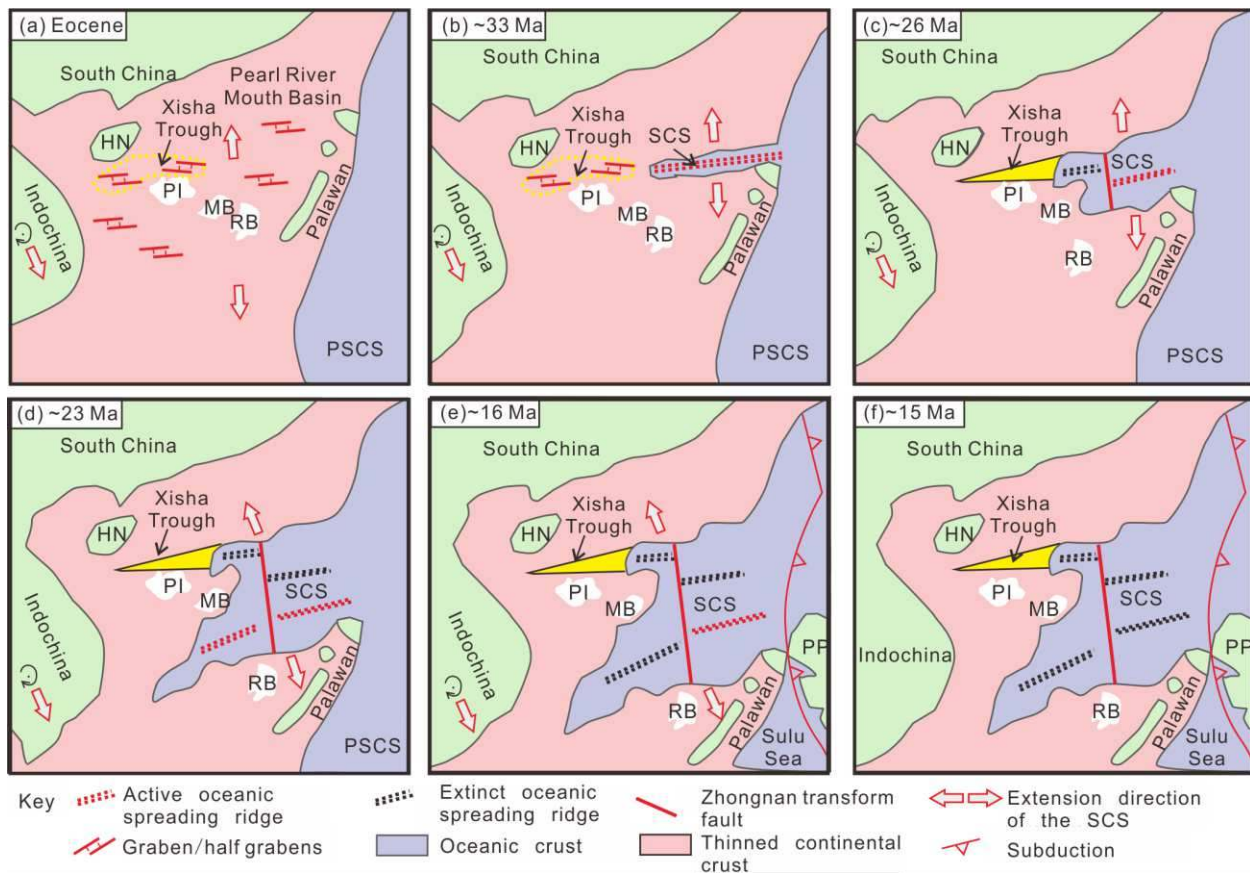 (a) Eocene
South China
Pearl River
Mouth Basin
Xisha
Trough
HN
PI
MB
RB
Indochina
Palawan
PSCS
(b) ~33 Ma
South China
Xisha
Trough
SCS
HN
PI
MB
RB
Indochina
Palawan
PSCS
(c) ~26 Ma
South China
Xisha
Trough
HN
SCS
PI
MB
RB
Indochina
Palawan
PSCS
(d) ~23 Ma
South China
Xisha
Trough
HN
PI
MB
SCS
RB
Indochina
Palawan
PSCS
(e) ~16 Ma
South China
Xisha
Trough
HN
PI
MB
SCS
RB
Indochina
Palawan
PP
Sulu
Sea
(f) ~15 Ma
South China
Xisha
Trough
HN
PI
MB
SCS
RB
Indochina
Palawan
PP
Sulu
Sea
Key
Active oceanic
spreading ridge
Extinct oceanic
spreading ridge
Zhongnan transform
fault
Extension direction
of the SCS
Graben/half grabens
Oceanic crust
Thinned continental
crust
Subduction